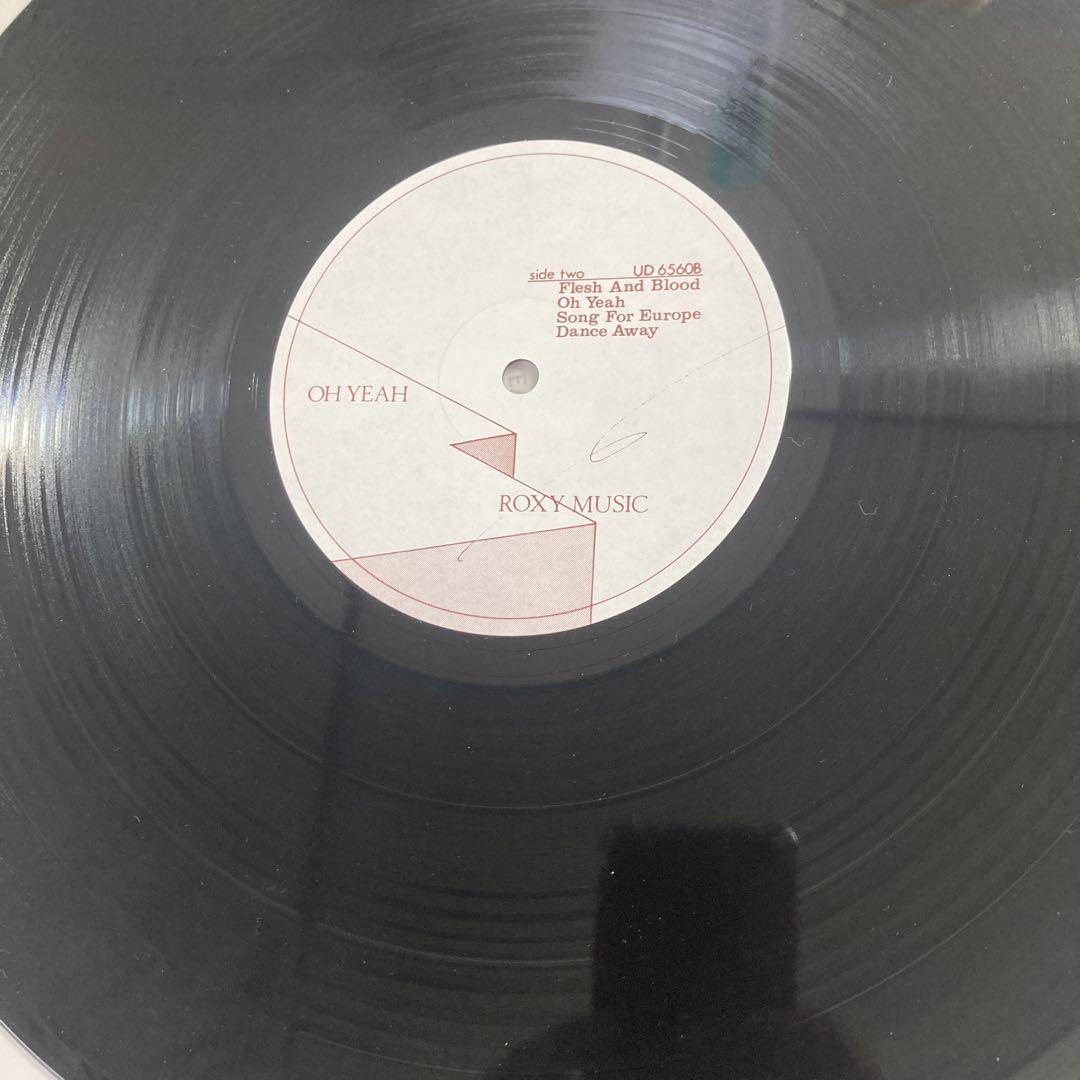 side two UD 6560B
Flesh And Blood
Oh Yeah
Song For Europe
Dance Away
OH YEAH
ROXY MUSIC